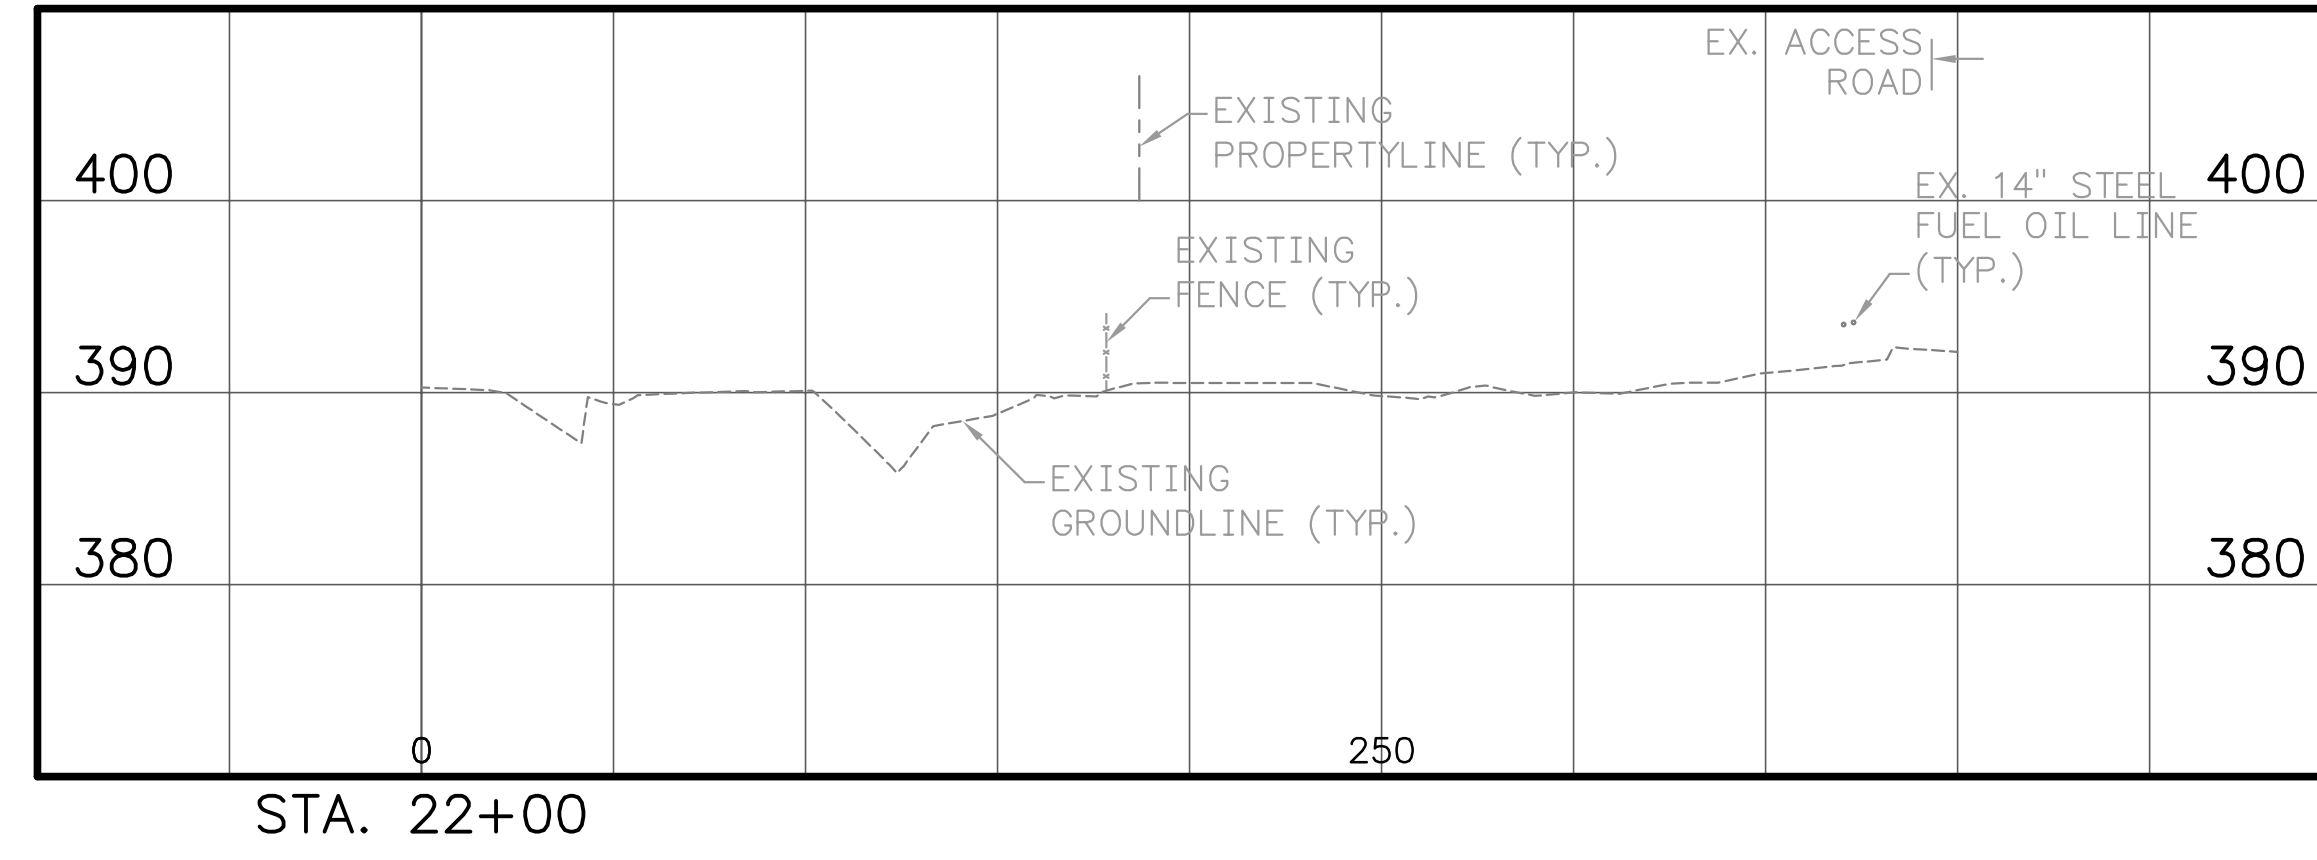 EX. ACCESS
ROAD
EXISTING
PROPERTYLINE (TYP.)
400
400
EX. 14" STEEL
FUEL OIL LINE
(TYP.)
EXISTING
FENCE (TYP.)
390
390
EXISTING
GROUNDLINE (TYP.)
380
380
0
250
STA. 22+00